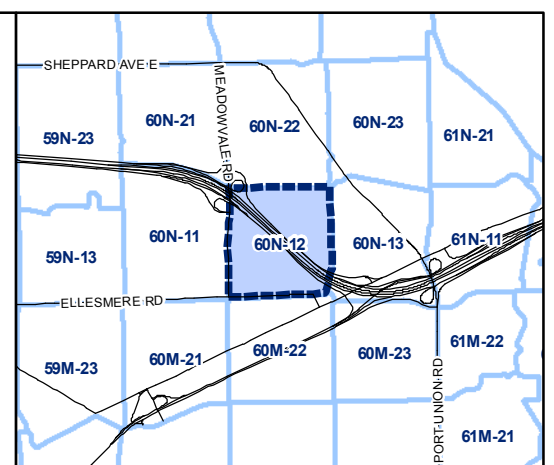 SHEPPARD AVE E
MEADOWVALE RD
60N-21
60N-22
60N-23
61N-21
59N-23
60N-11
60N-12
60N-13
61N-11
59N-13
ELLESMERE RD
59M-23
60M-21
60M-22
60M-23
61M-22
PORT UNION RD
61M-21